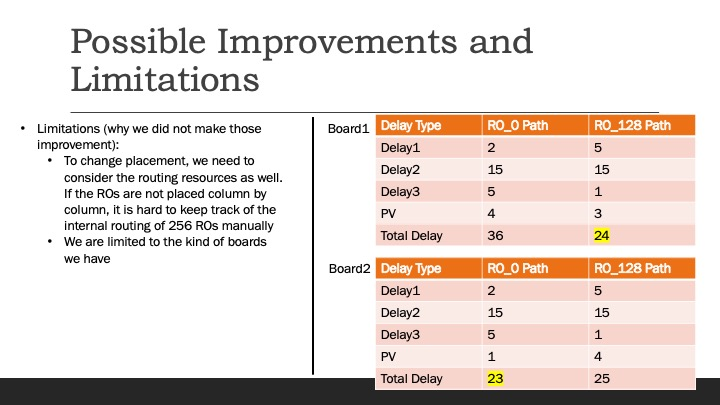 Possible Improvements and
Limitations
• Limitations (why we did not make those
improvement):
• To change placement, we need to
consider the routing resources as well.
If the ROs are not placed column by
column, it is hard to keep track of the
internal routing of 256 ROs manually
• We are limited to the kind of boards
we have
Board1
Delay Type RO_0 Path RO_128 Path
Delay1 2 5
Delay2 15 15
Delay3 5 1
PV 4 3
Total Delay 36 24
Board2
Delay Type RO_0 Path RO_128 Path
Delay1 2 5
Delay2 15 15
Delay3 5 1
PV 1 4
Total Delay 23 25